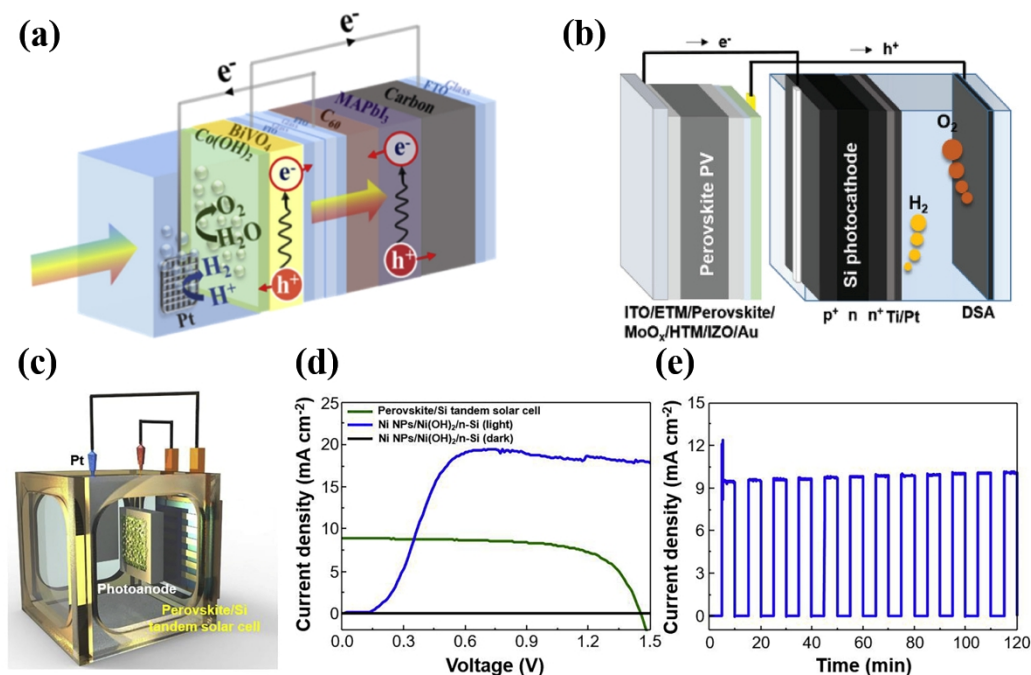 (a)
e⁻
e⁻
Glass
FTO
Carbon
MAPbI₃
C₆₀
BiVO₄
Co(OH)₂
e⁻
e⁻
O₂
H₂O
H₂
H⁺
h⁺
h⁺
Pt
(b)
e⁻
h⁺
Perovskite PV
Si photocathode
O₂
H₂
ITO/ETM/Perovskite/
MoOₓ/HTM/IZO/Au
p⁺ n n⁺ Ti/Pt
DSA
(c)
Pt
Photoanode
Perovskite/Si
tandem solar cell
(d)
Current density (mA cm⁻²)
25
20
15
10
5
0
Perovskite/Si tandem solar cell
Ni NPs/Ni(OH)₂/n-Si (light)
Ni NPs/Ni(OH)₂/n-Si (dark)
0.0 0.3 0.6 0.9 1.2 1.5
Voltage (V)
(e)
Current density (mA cm⁻²)
15
12
9
6
3
0
0 20 40 60 80 100 120
Time (min)